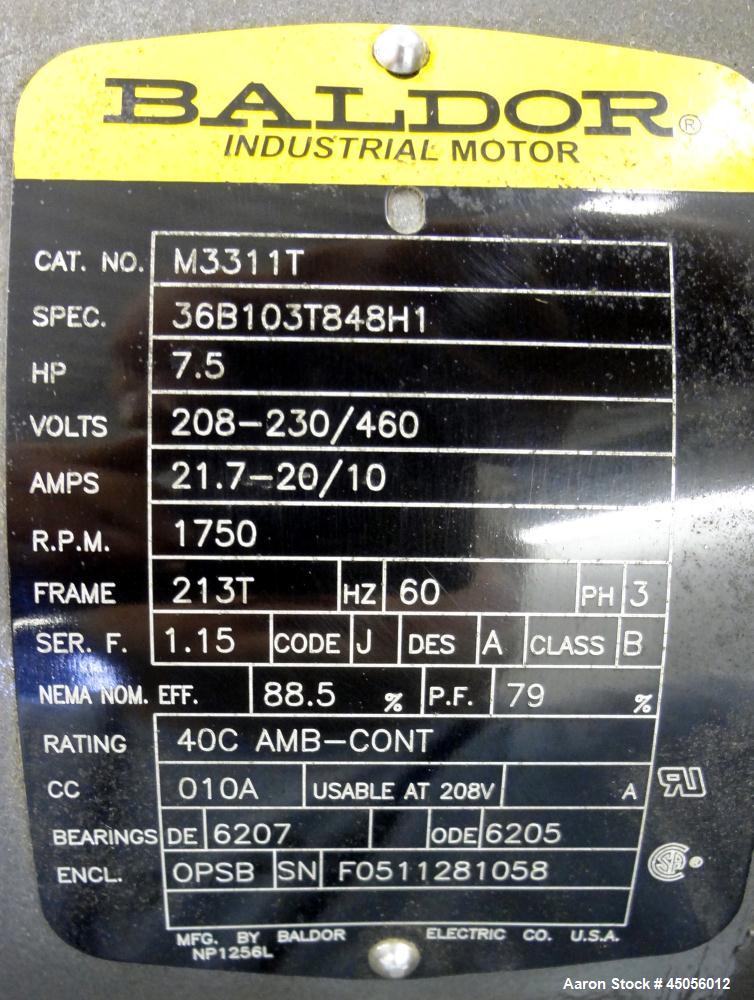 BALDOR ®
INDUSTRIAL MOTOR
CAT. NO. M3311T
SPEC. 36B103T848H1
HP 7.5
VOLTS 208-230/460
AMPS 21.7-20/10
R.P.M. 1750
FRAME 213T HZ 60 PH 3
SER. F. 1.15 CODE J DES A CLASS B
NEMA NOM. EFF. 88.5 % P.F. 79 %
RATING 40C AMB-CONT
CC 010A USABLE AT 208V A
BEARINGS DE 6207 ODE 6205
ENCL. OPSB SN F0511281058
MFG. BY BALDOR ELECTRIC CO. U.S.A.
NP1256L
Aaron Stock # 45056012